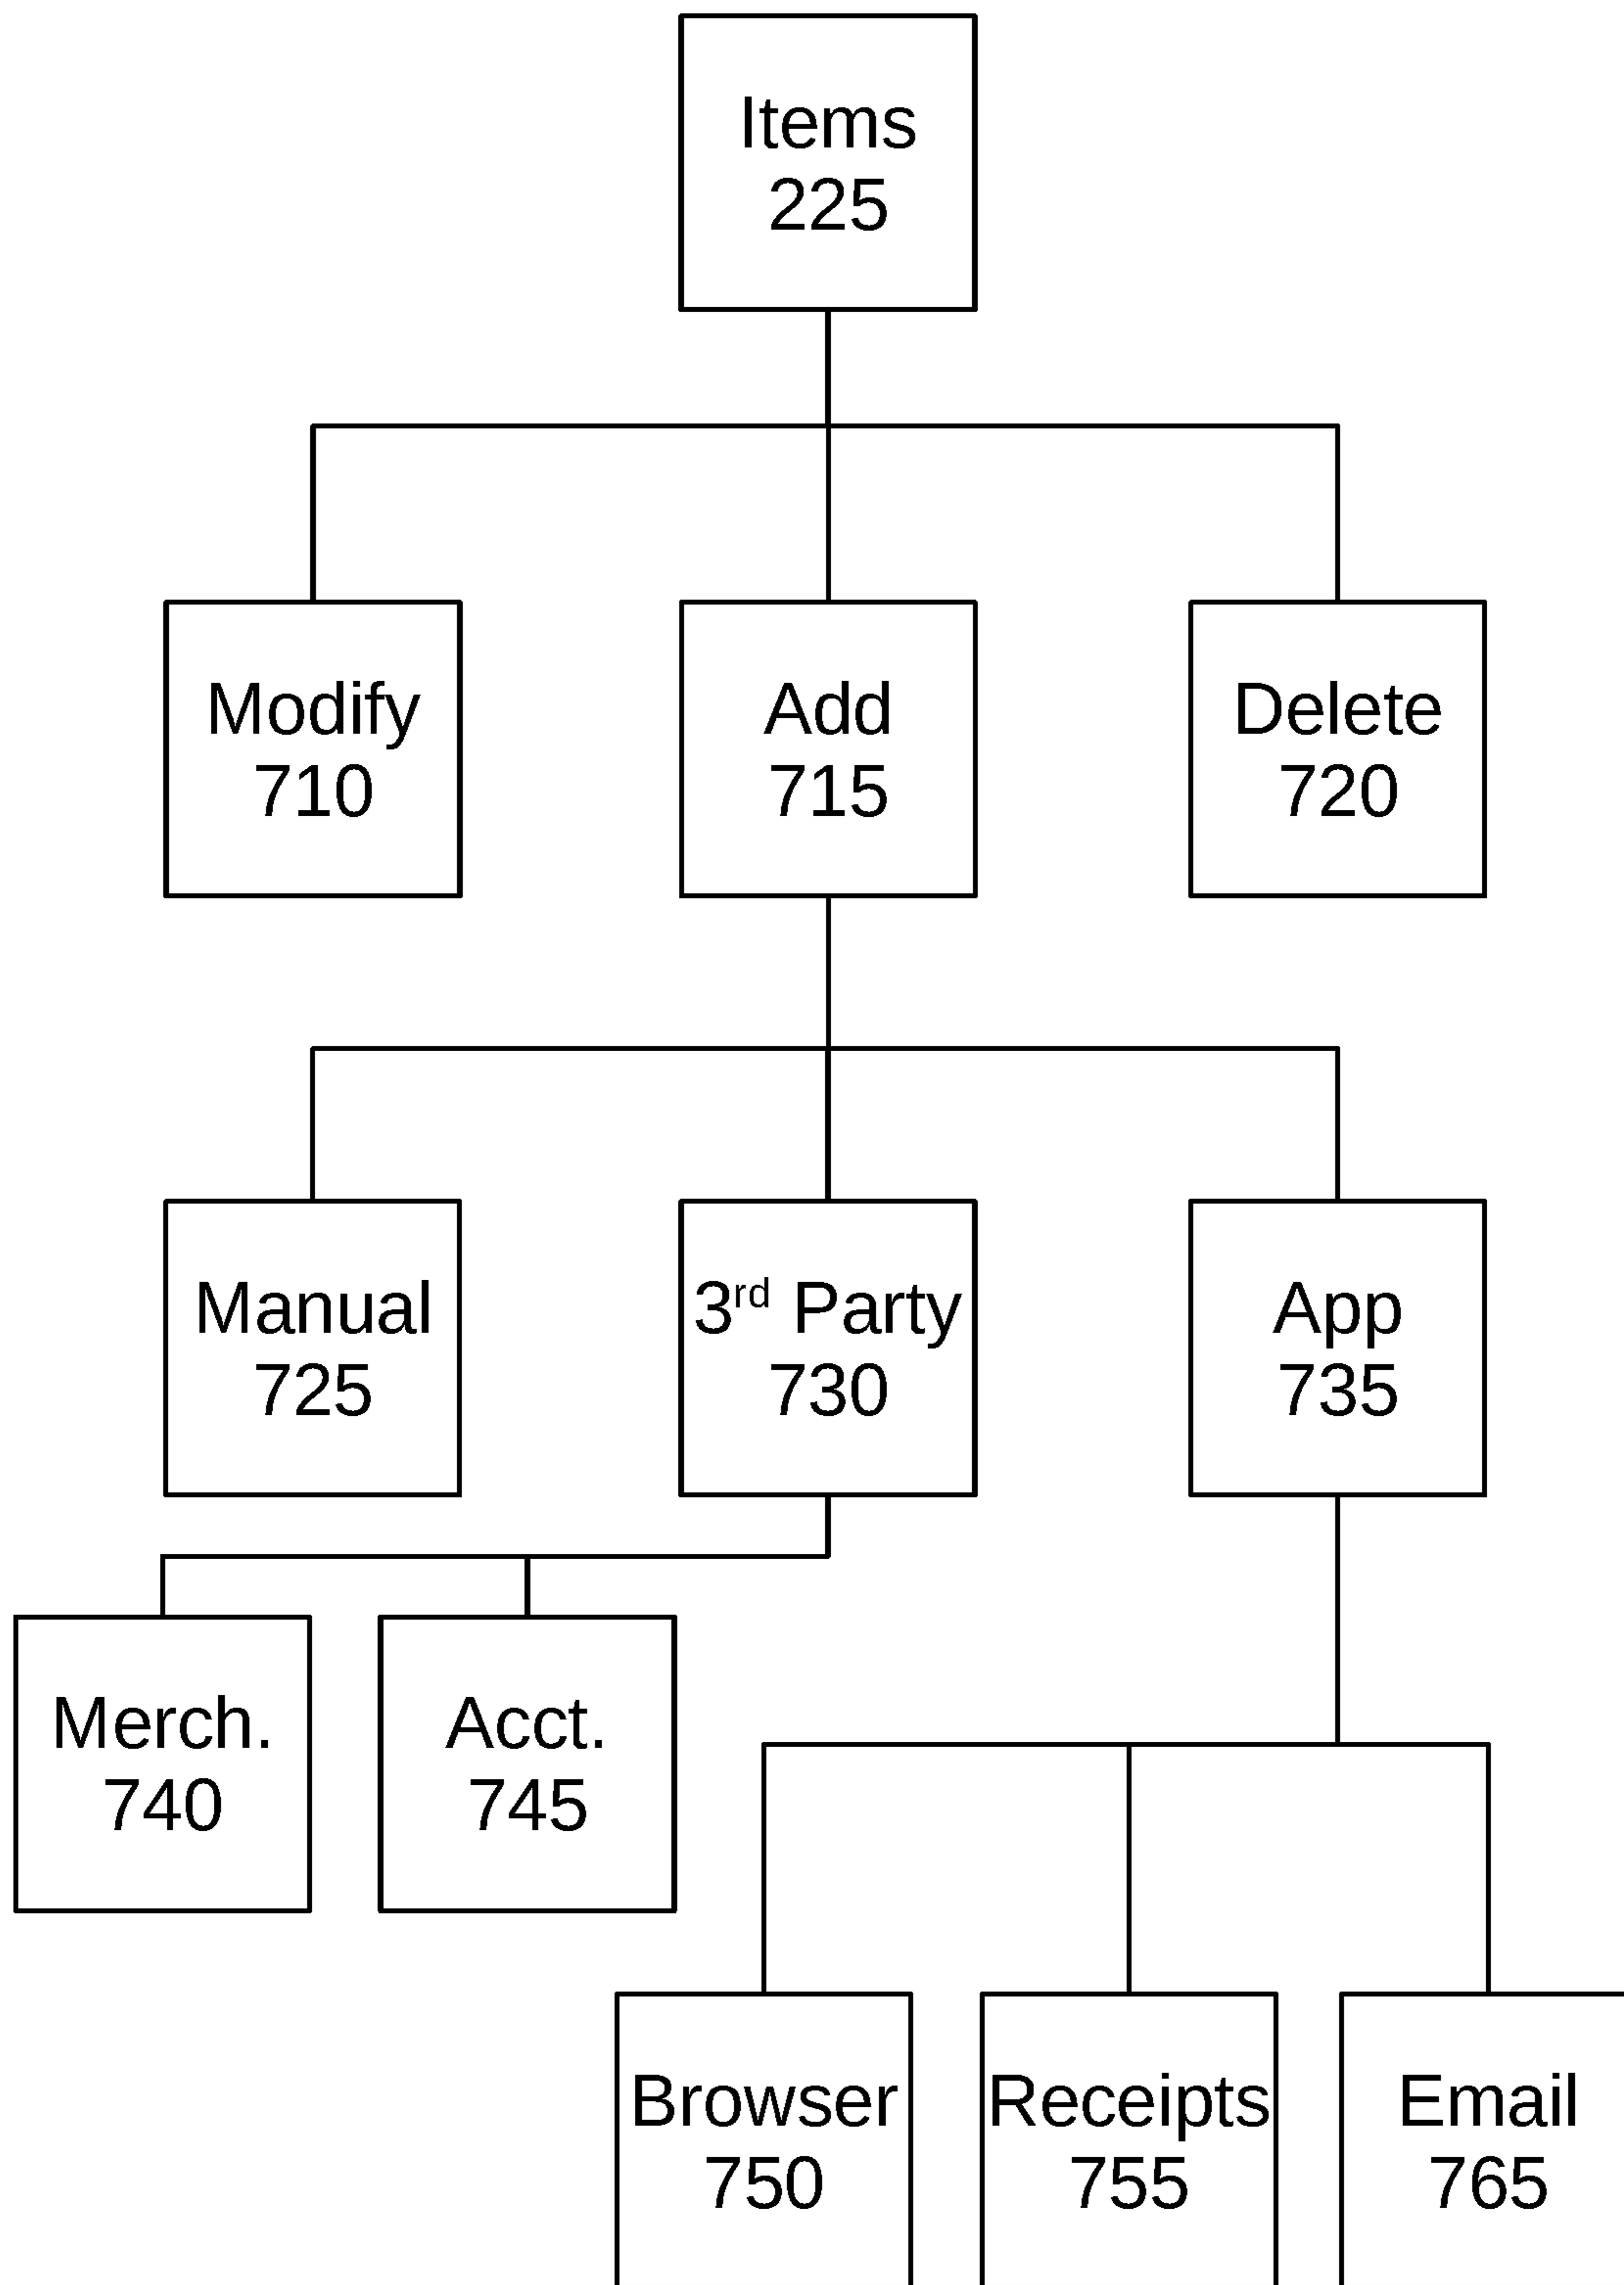 Items
225
Modify
710
Add
715
Delete
720
Manual
725
3rd Party
730
App
735
Merch.
740
Acct.
745
Browser
750
Receipts
755
Email
765